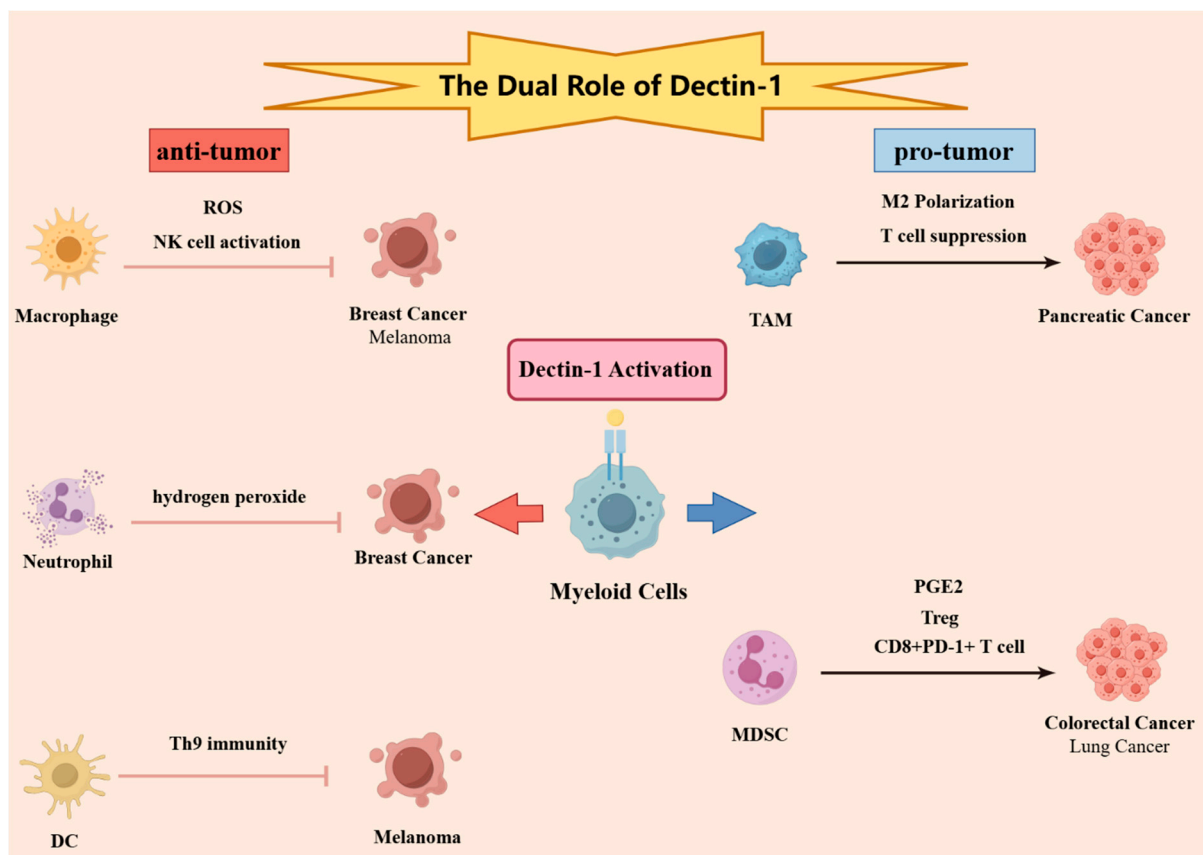 The Dual Role of Dectin-1
anti-tumor
pro-tumor
ROS
NK cell activation
Macrophage
Breast Cancer
Melanoma
M2 Polarization
T cell suppression
TAM
Pancreatic Cancer
Dectin-1 Activation
hydrogen peroxide
Neutrophil
Breast Cancer
Myeloid Cells
PGE2
Treg
CD8+PD-1+ T cell
MDSC
Colorectal Cancer
Lung Cancer
Th9 immunity
DC
Melanoma